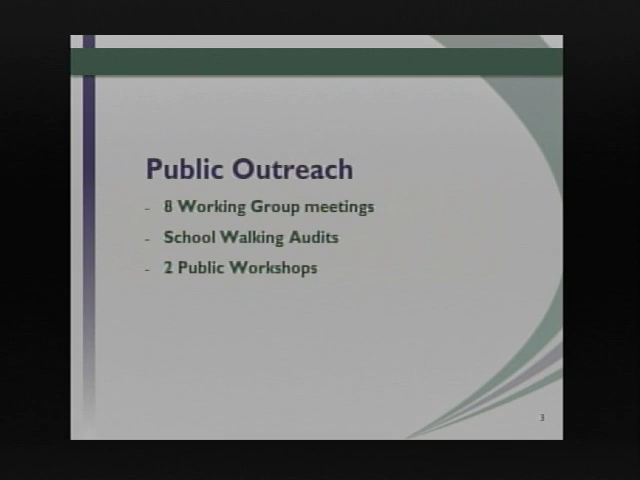 Public Outreach
- 8 Working Group meetings
- School Walking Audits
- 2 Public Workshops
3